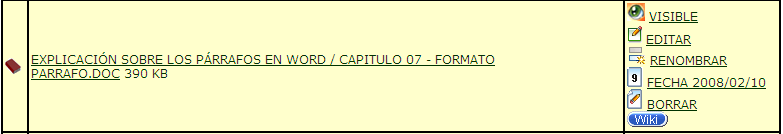 EXPLICACIÓN SOBRE LOS PÁRRAFOS EN WORD / CAPITULO 07 - FORMATO
PARRAFO.DOC 390 KB
VISIBLE
EDITAR
RENOMBRAR
9 FECHA 2008/02/10
BORRAR
Wiki